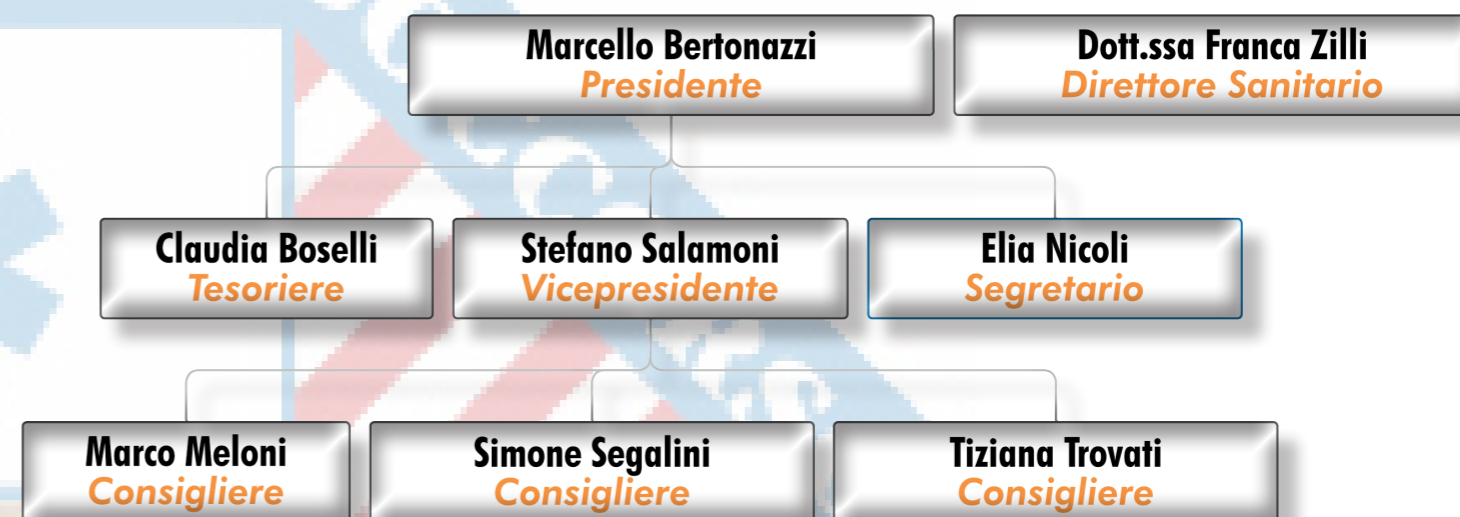 Marcello Bertonazzi
Presidente
Dott.ssa Franca Zilli
Direttore Sanitario
Claudia Boselli
Tesoriere
Stefano Salamoni
Vicepresidente
Elia Nicoli
Segretario
Marco Meloni
Consigliere
Simone Segalini
Consigliere
Tiziana Trovati
Consigliere